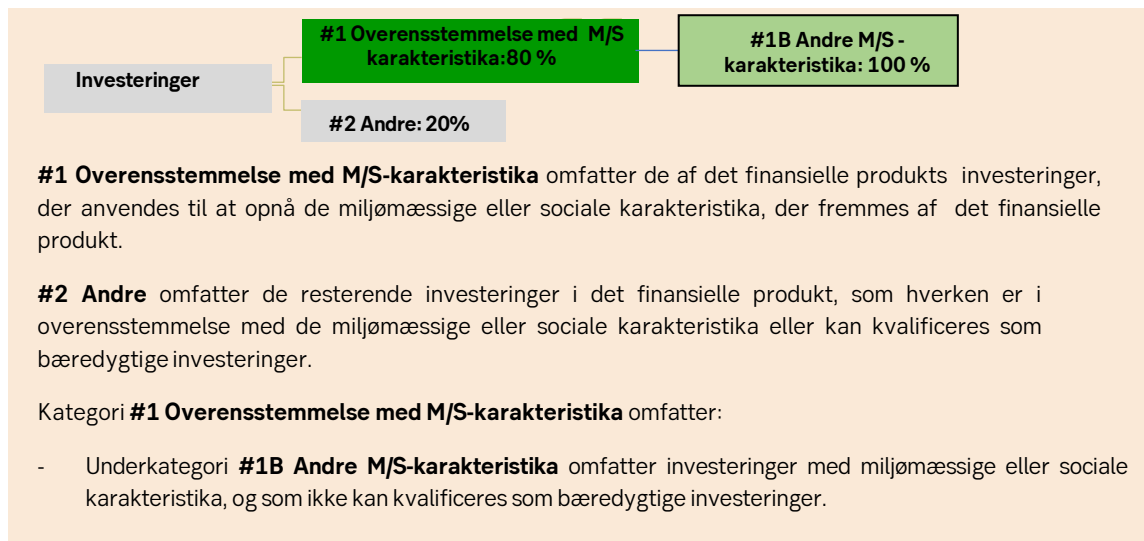 #1 Overensstemmelse med M/S
karakteristika:80 %
#1B Andre M/S -
karakteristika: 100 %
Investeringer
#2 Andre: 20%
#1 Overensstemmelse med M/S-karakteristika omfatter de af det finansielle produkts investeringer,
der anvendes til at opnå de miljømæssige eller sociale karakteristika, der fremmes af det finansielle
produkt.
#2 Andre omfatter de resterende investeringer i det finansielle produkt, som hverken er i
overensstemmelse med de miljømæssige eller sociale karakteristika eller kan kvalificeres som
bæredygtige investeringer.
Kategori #1 Overensstemmelse med M/S-karakteristika omfatter:
- Underkategori #1B Andre M/S-karakteristika omfatter investeringer med miljømæssige eller sociale
karakteristika, og som ikke kan kvalificeres som bæredygtige investeringer.